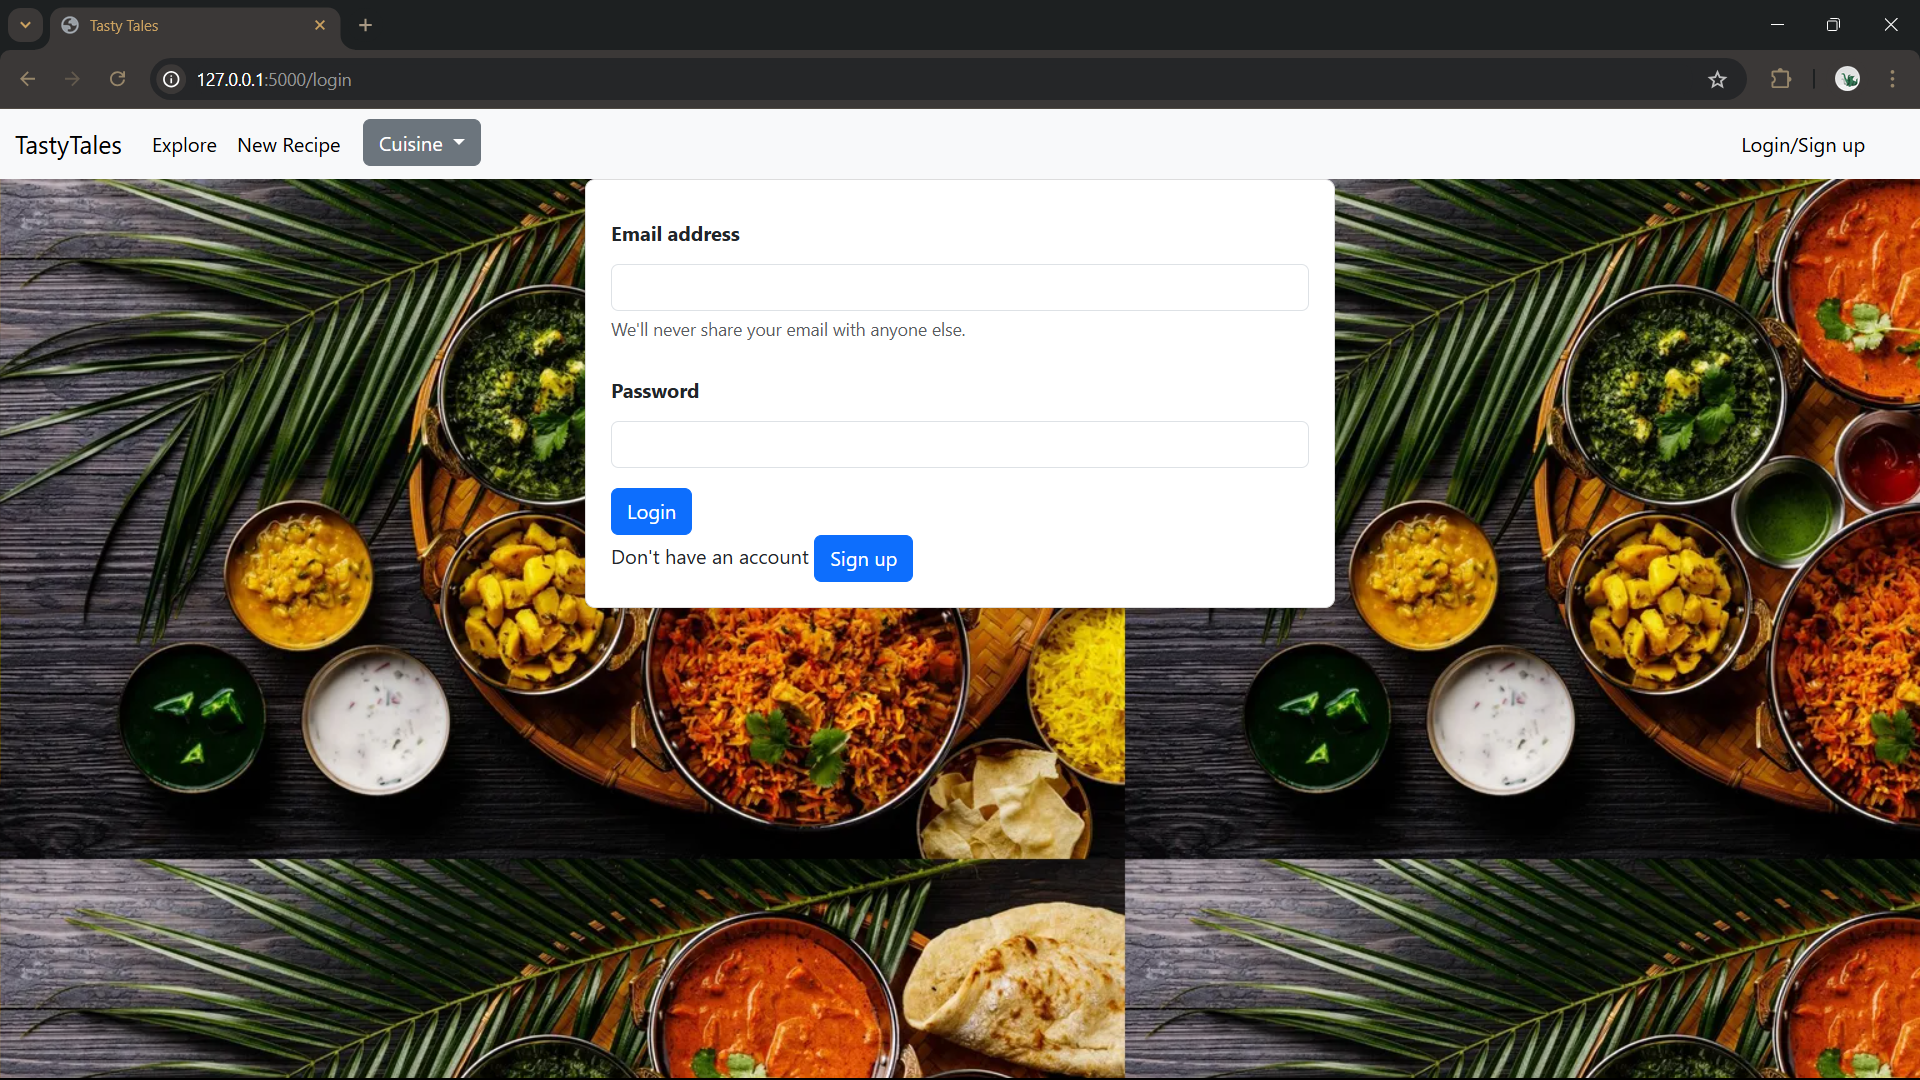 Tasty Tales
127.0.0.1:5000/login
TastyTales Explore New Recipe Cuisine Login/Sign up
Email address
We'll never share your email with anyone else.
Password
Login
Don't have an account Sign up